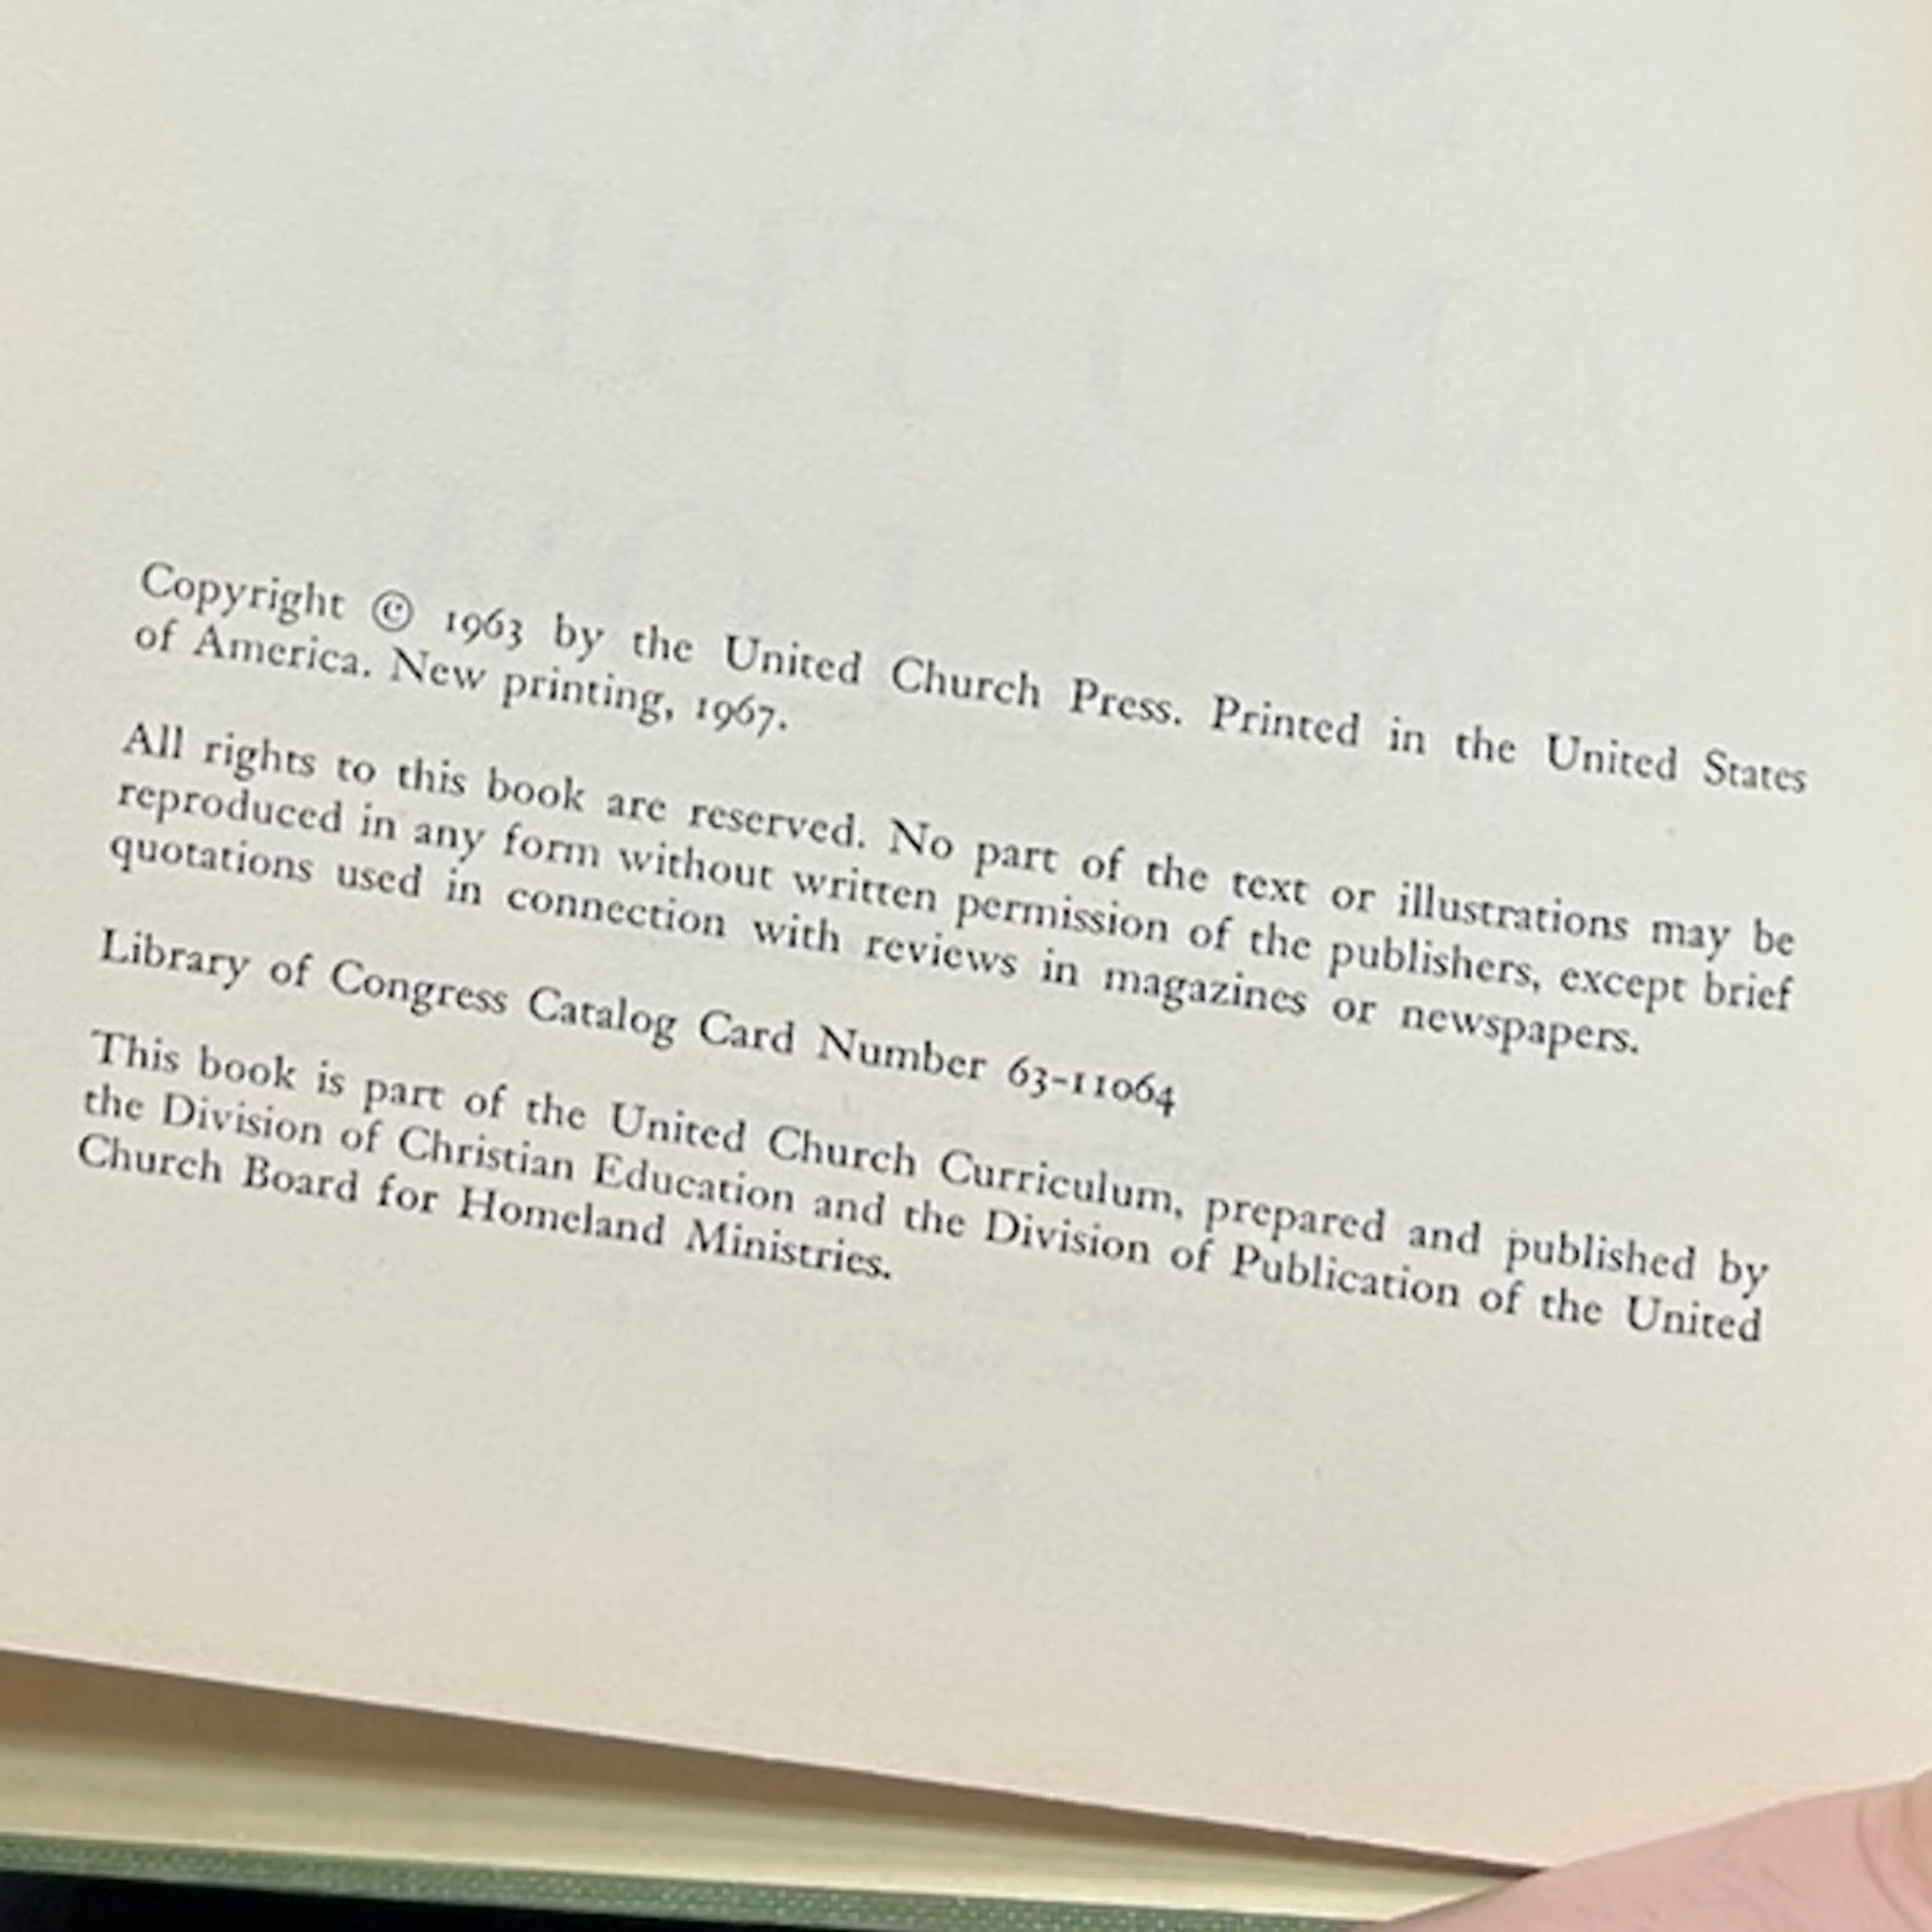 Copyright © 1963 by the United Church Press. Printed in the United States
of America. New printing, 1967.
All rights to this book are reserved. No part of the text or illustrations may be
reproduced in any form without written permission of the publishers, except brief
quotations used in connection with reviews in magazines or newspapers.
Library of Congress Catalog Card Number 63-11064
This book is part of the United Church Curriculum, prepared and published by
the Division of Christian Education and the Division of Publication of the United
Church Board for Homeland Ministries.